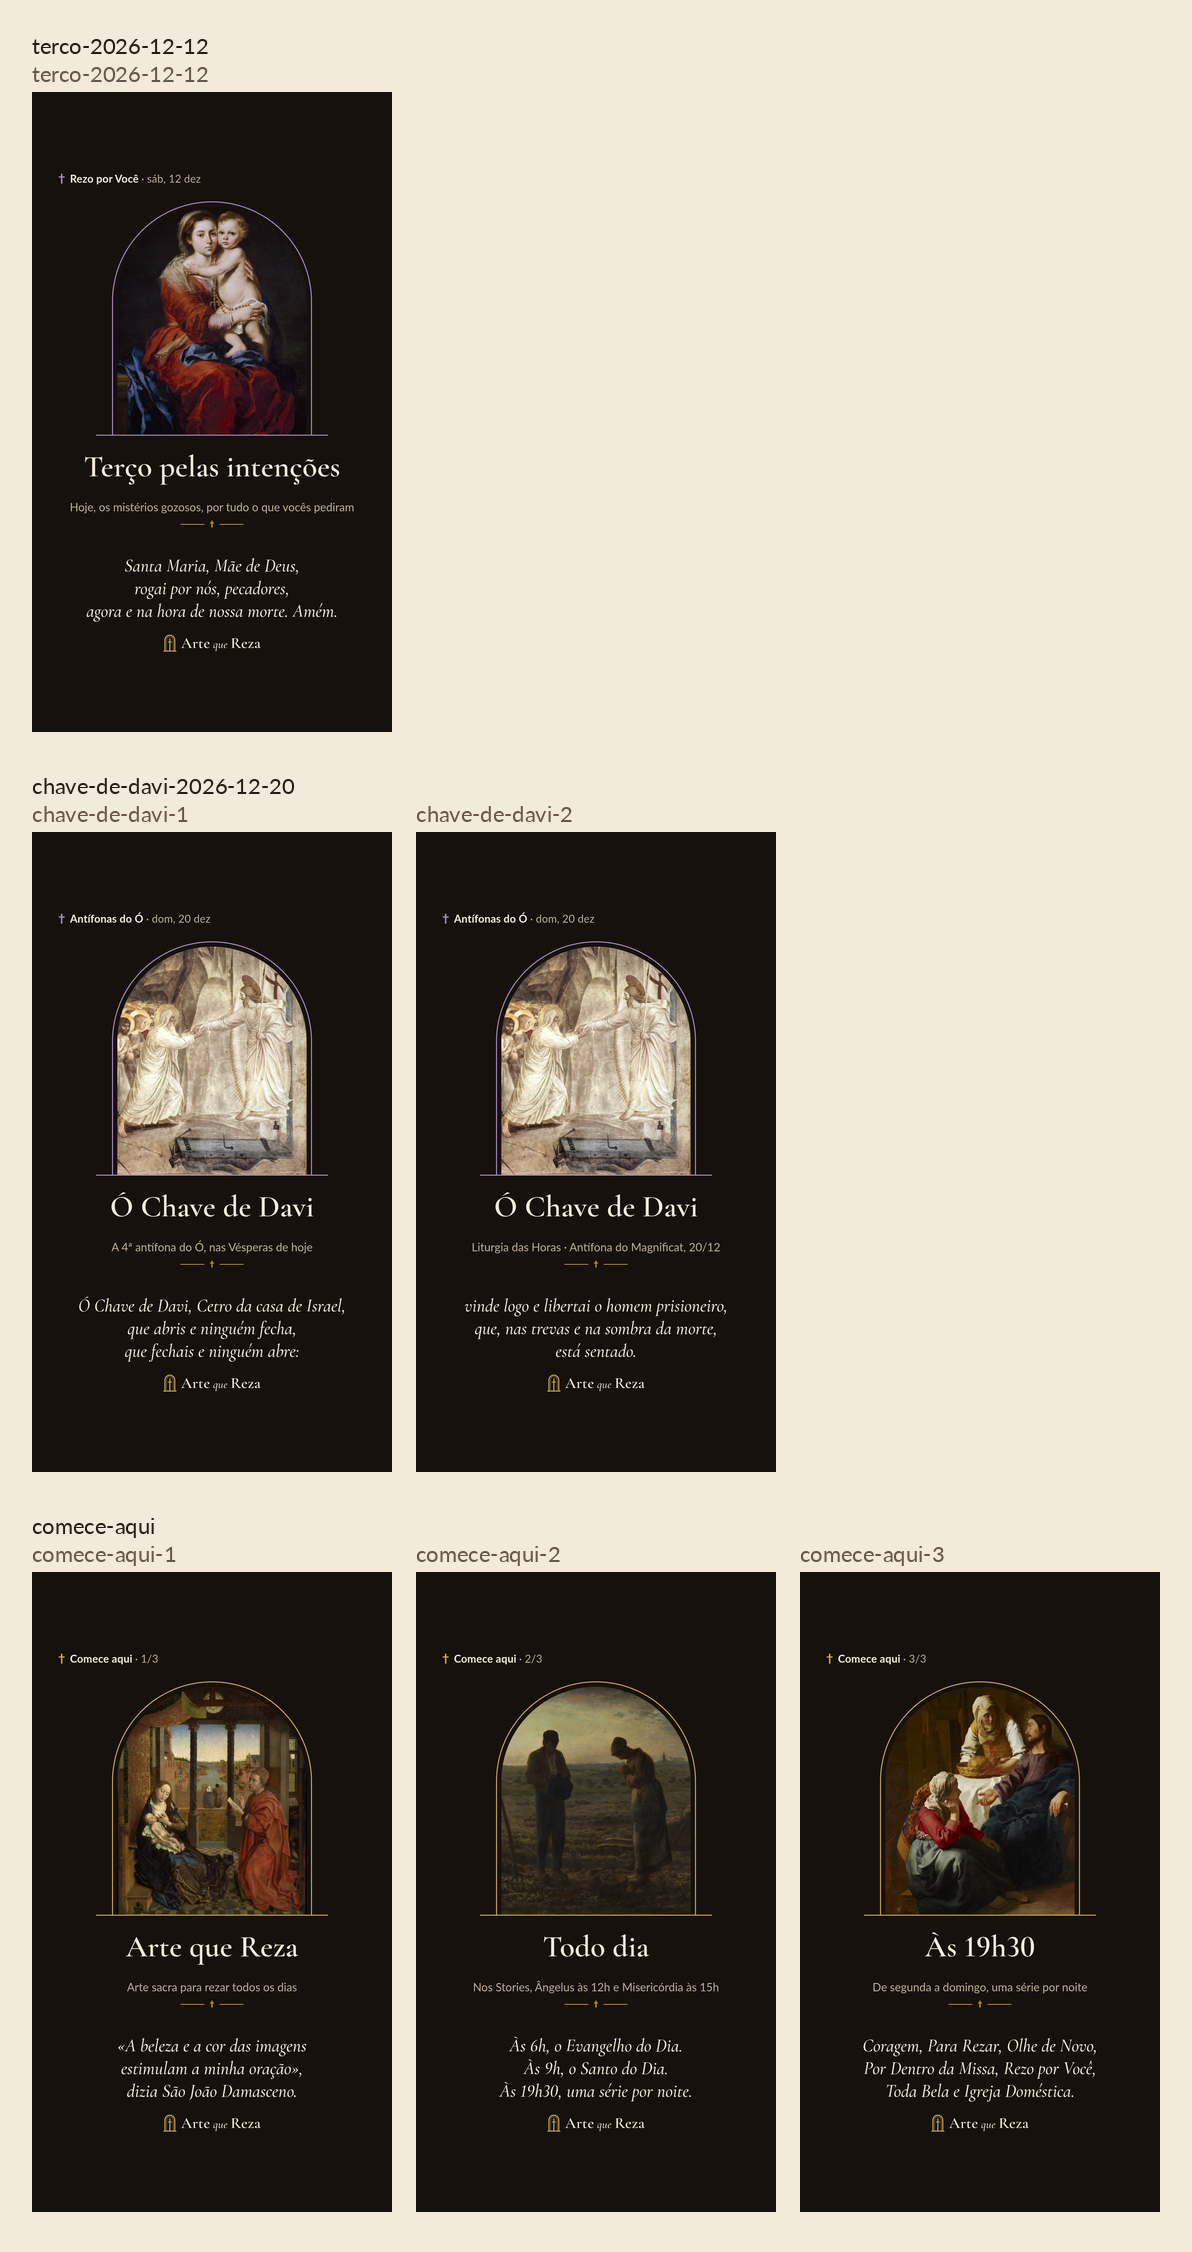 terco-2026-12-12
terco-2026-12-12
† Rezo por Você · sáb, 12 dez
Terço pelas intenções
Hoje, os mistérios gozosos, por tudo o que vocês pediram
Santa Maria, Mãe de Deus,
rogai por nós, pecadores,
agora e na hora de nossa morte. Amém.
Arte que Reza
chave-de-davi-2026-12-20
chave-de-davi-1
† Antífonas do Ó · dom, 20 dez
Ó Chave de Davi
A 4ª antífona do Ó, nas Vésperas de hoje
Ó Chave de Davi, Cetro da casa de Israel,
que abris e ninguém fecha,
que fechais e ninguém abre:
Arte que Reza
chave-de-davi-2
† Antífonas do Ó · dom, 20 dez
Ó Chave de Davi
Liturgia das Horas · Antífona do Magnificat, 20/12
vinde logo e libertai o homem prisioneiro,
que, nas trevas e na sombra da morte,
está sentado.
Arte que Reza
comece-aqui
comece-aqui-1
† Comece aqui · 1/3
Arte que Reza
Arte sacra para rezar todos os dias
«A beleza e a cor das imagens
estimulam a minha oração»,
dizia São João Damasceno.
Arte que Reza
comece-aqui-2
† Comece aqui · 2/3
Todo dia
Nos Stories, Ângelus às 12h e Misericórdia às 15h
Às 6h, o Evangelho do Dia.
Às 9h, o Santo do Dia.
Às 19h30, uma série por noite.
Arte que Reza
comece-aqui-3
† Comece aqui · 3/3
Às 19h30
De segunda a domingo, uma série por noite
Coragem, Para Rezar, Olhe de Novo,
Por Dentro da Missa, Rezo por Você,
Toda Bela e Igreja Doméstica.
Arte que Reza